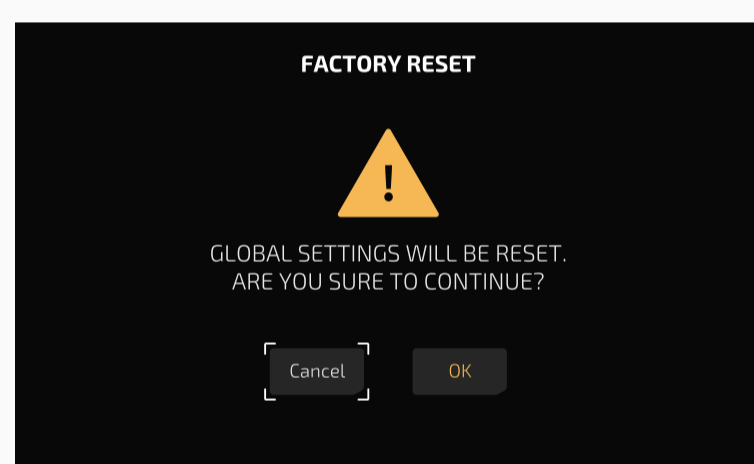 FACTORY RESET
!
GLOBAL SETTINGS WILL BE RESET.
ARE YOU SURE TO CONTINUE?
Cancel
OK